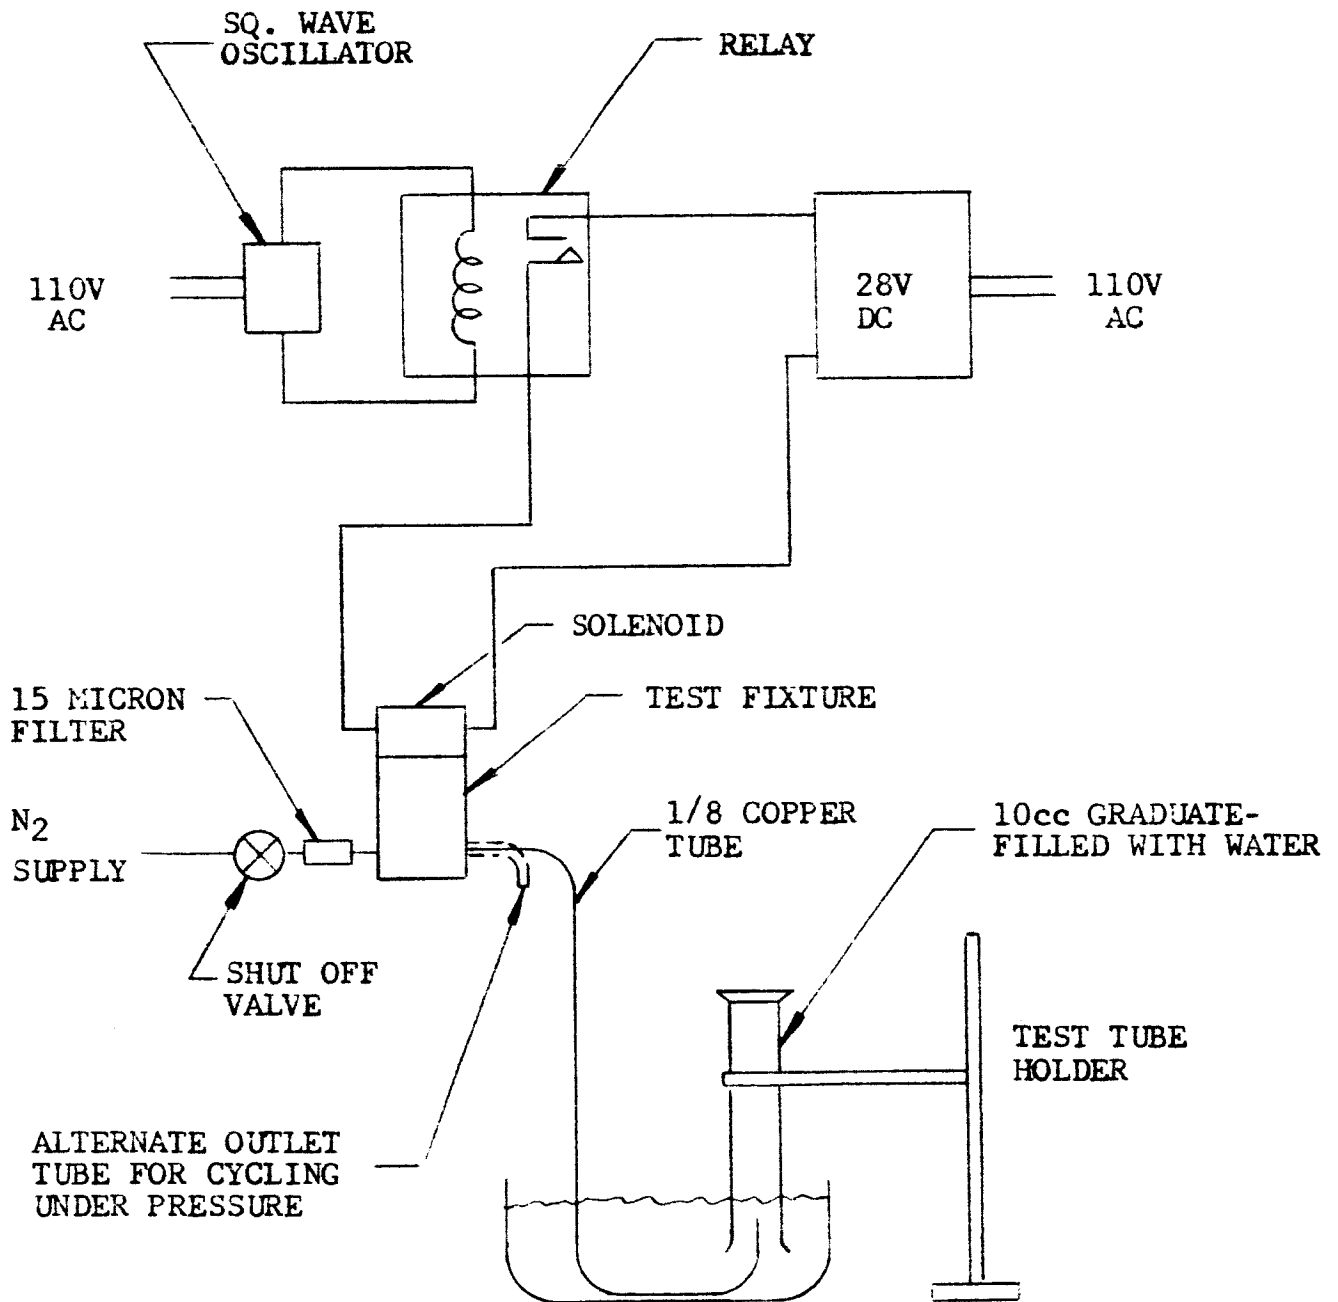 SQ. WAVE
OSCILLATOR
RELAY
110V
AC
28V
DC
110V
AC
SOLENOID
15 MICRON
FILTER
TEST FIXTURE
N2
SUPPLY
1/8 COPPER
TUBE
10cc GRADUATE-
FILLED WITH WATER
SHUT OFF
VALVE
TEST TUBE
HOLDER
ALTERNATE OUTLET
TUBE FOR CYCLING
UNDER PRESSURE